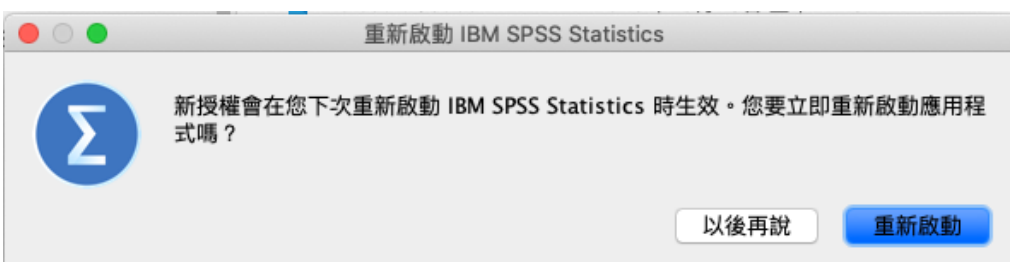 重新啟動 IBM SPSS Statistics
新授權會在您下次重新啟動 IBM SPSS Statistics 時生效。您要立即重新啟動應用程
式嗎？
以後再說 重新啟動